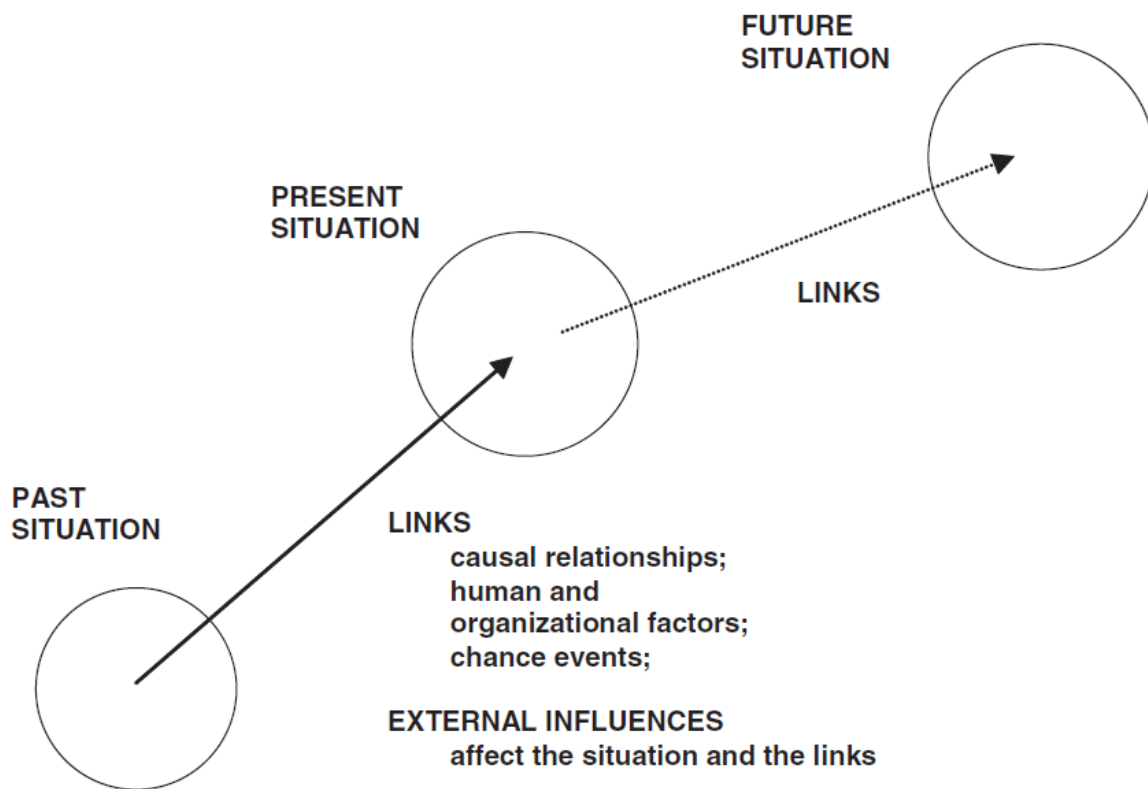 FUTURE
SITUATION
PRESENT
SITUATION
LINKS
PAST
SITUATION
LINKS
causal relationships;
human and
organizational factors;
chance events;
EXTERNAL INFLUENCES
affect the situation and the links